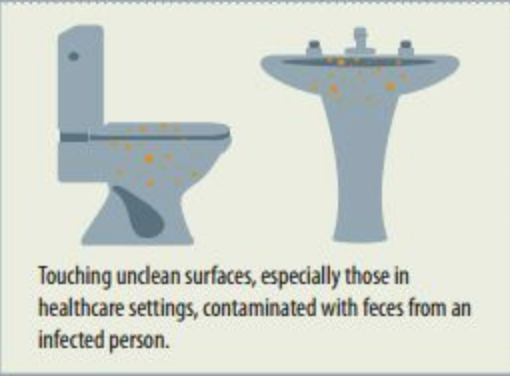 Touching unclean surfaces, especially those in
healthcare settings, contaminated with feces from an
infected person.